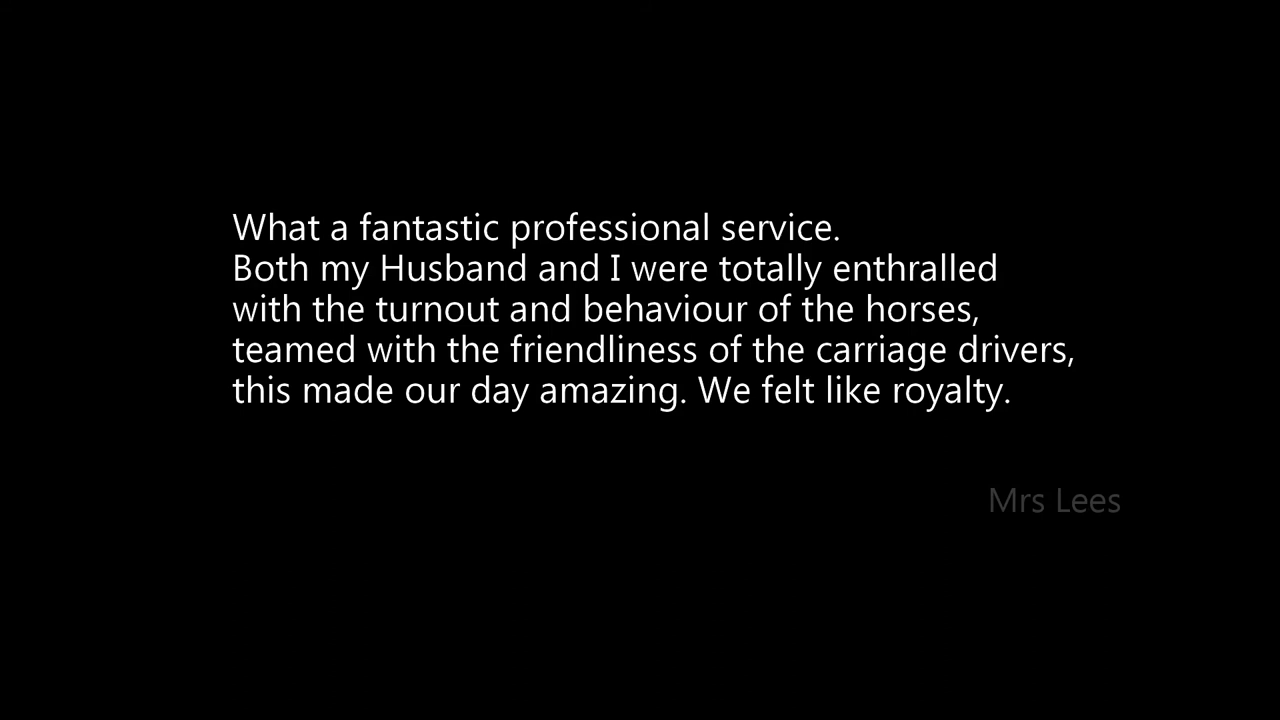 What a fantastic professional service.
Both my Husband and I were totally enthralled
with the turnout and behaviour of the horses,
teamed with the friendliness of the carriage drivers,
this made our day amazing. We felt like royalty.
Mrs Lees